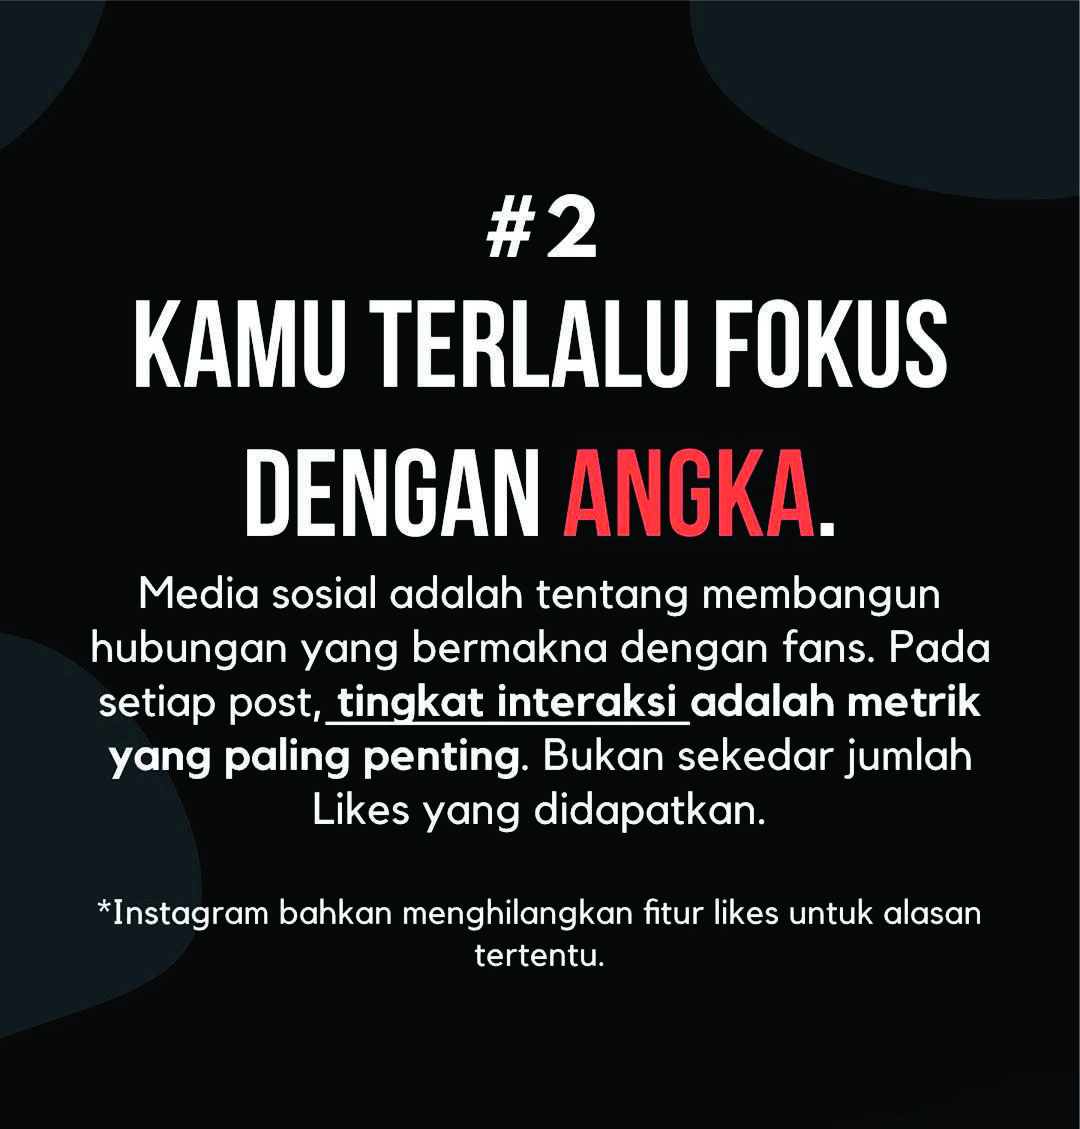 #2
KAMU TERLALU FOKUS
DENGAN ANGKA.
Media sosial adalah tentang membangun
hubungan yang bermakna dengan fans. Pada
setiap post, tingkat interaksi adalah metrik
yang paling penting. Bukan sekedar jumlah
Likes yang didapatkan.
*Instagram bahkan menghilangkan fitur likes untuk alasan
tertentu.